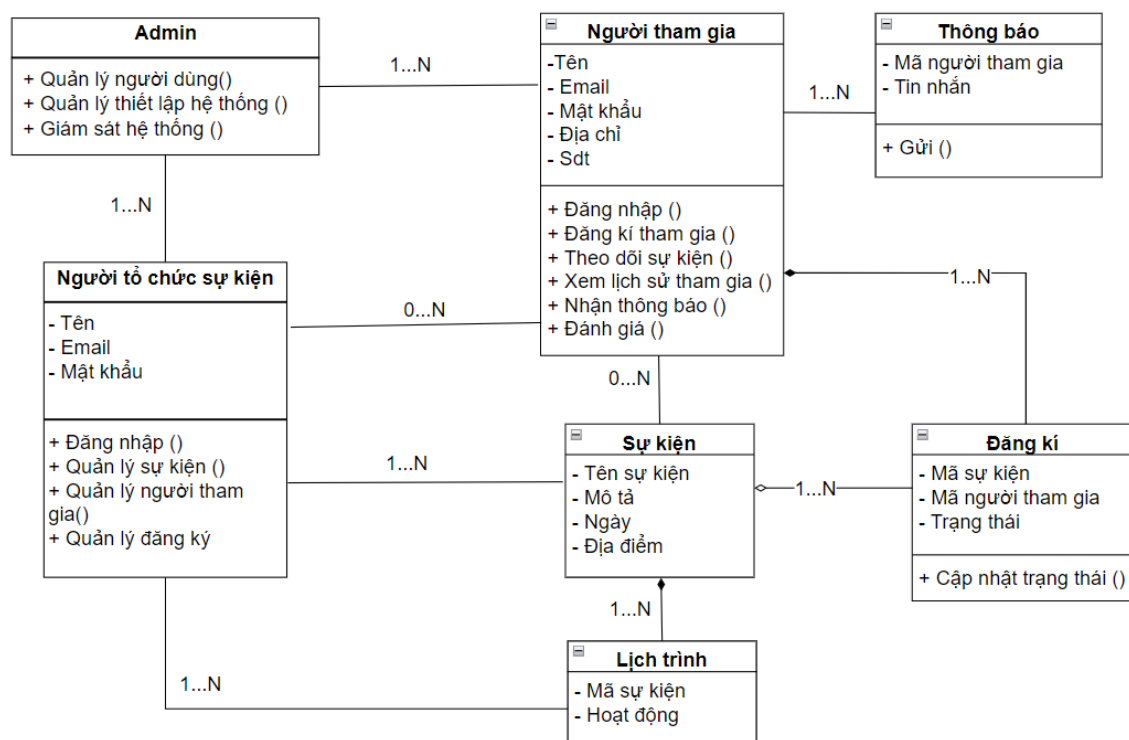 Admin
+ Quản lý người dùng()
+ Quản lý thiết lập hệ thống ()
+ Giám sát hệ thống ()
1...N
Người tham gia
-Tên
- Email
- Mật khẩu
- Địa chỉ
- Sdt
+ Đăng nhập ()
+ Đăng kí tham gia ()
+ Theo dõi sự kiện ()
+ Xem lịch sử tham gia ()
+ Nhận thông báo ()
+ Đánh giá ()
1...N
Thông báo
- Mã người tham gia
- Tin nhắn
+ Gửi ()
1...N
Người tổ chức sự kiện
- Tên
- Email
- Mật khẩu
+ Đăng nhập ()
+ Quản lý sự kiện ()
+ Quản lý người tham
gia()
+ Quản lý đăng ký
0...N
1...N
0...N
1...N
Sự kiện
- Tên sự kiện
- Mô tả
- Ngày
- Địa điểm
1...N
Đăng kí
- Mã sự kiện
- Mã người tham gia
- Trạng thái
+ Cập nhật trạng thái ()
1...N
1...N
Lịch trình
- Mã sự kiện
- Hoạt động